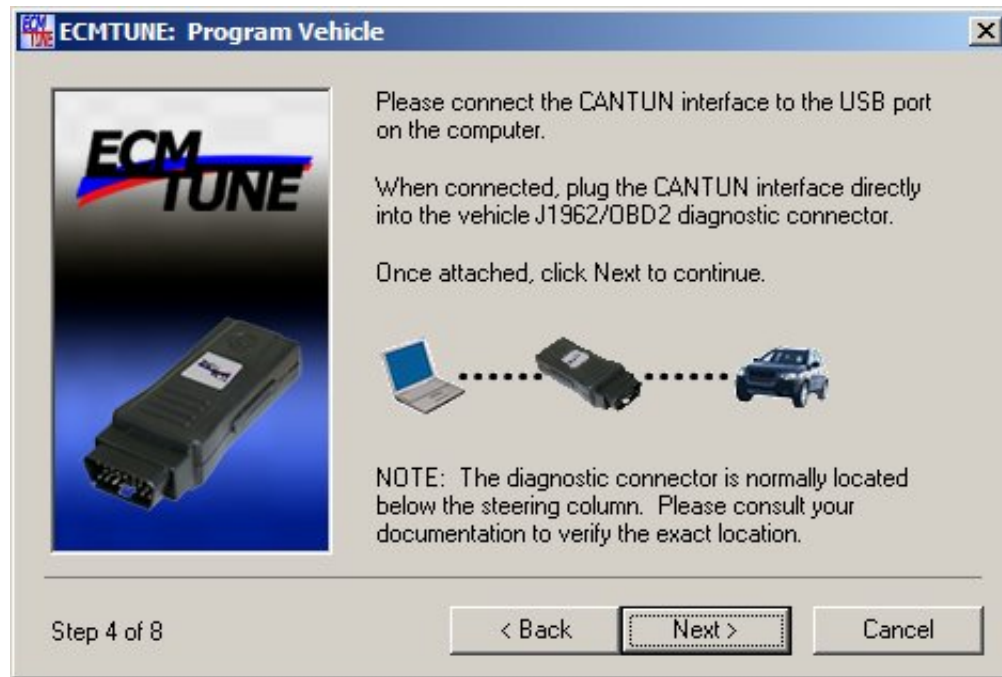 ECM TUNE
ECMTUNE: Program Vehicle
ECM
TUNE
Please connect the CANTUN interface to the USB port
on the computer.
When connected, plug the CANTUN interface directly
into the vehicle J1962/OBD2 diagnostic connector.
Once attached, click Next to continue.
NOTE: The diagnostic connector is normally located
below the steering column. Please consult your
documentation to verify the exact location.
Step 4 of 8
< Back
Next >
Cancel